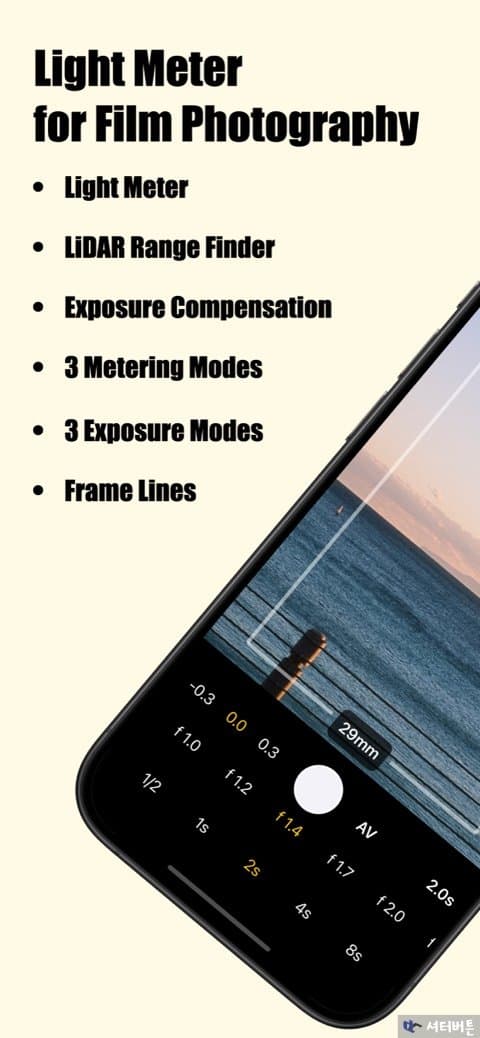 Light Meter
for Film Photography
• Light Meter
• LiDAR Range Finder
• Exposure Compensation
• 3 Metering Modes
• 3 Exposure Modes
• Frame Lines
29mm
-0.3 0.0 0.3
AV
f 1.0 f 1.2 f 1.4 f 1.7 f 2.0 f
2.0s
1/2 1s 2s 4s 8s
셔터버튼